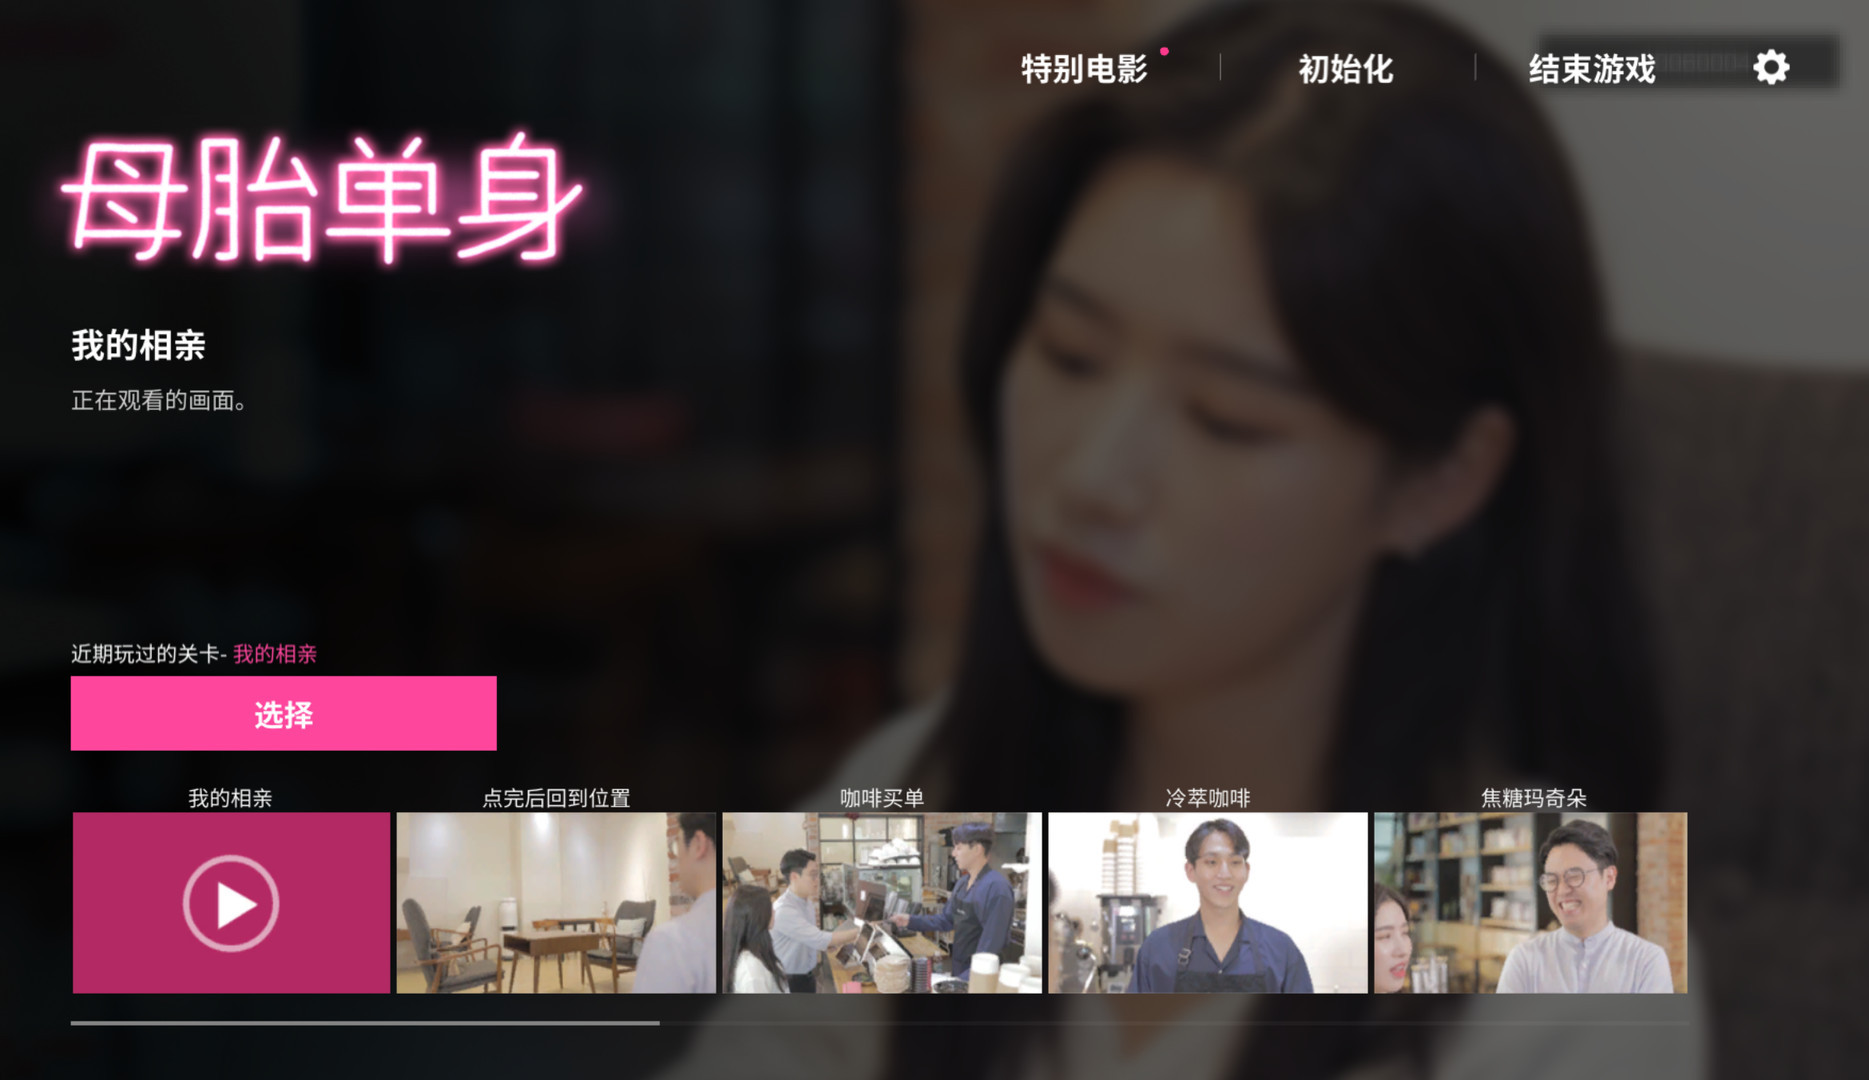 特别电影
初始化
结束游戏
母胎单身
我的相亲
正在观看的画面。
近期玩过的关卡- 我的相亲
选择
我的相亲
点完后回到位置
咖啡买单
冷萃咖啡
焦糖玛奇朵